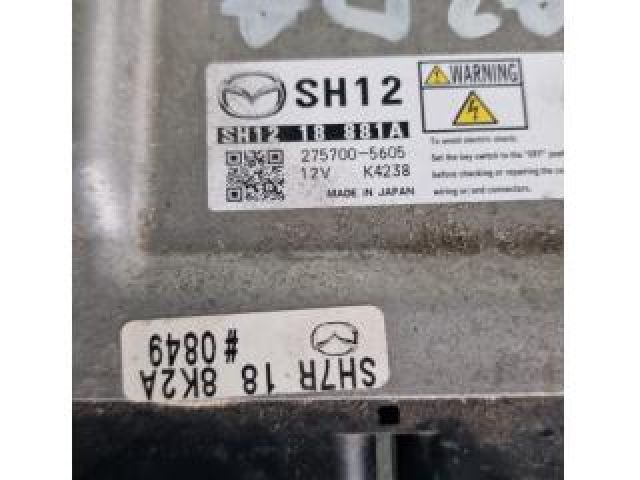 SH12
SH12 18 881A
275700-5605
12V K4238
MADE IN JAPAN
WARNING
To avoid electric shock:
Set the key switch to the "OFF"
before checking or repairing the
wiring or and connectors.
SH7R 18 8K2A
# 0849